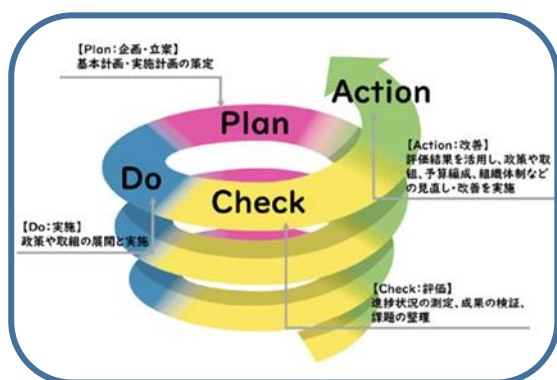 【Plan:企画・立案】
基本計画・実施計画の策定
Action
Plan
【Action:改善】
評価結果を活用し、政策や取
組、予算編成、組織体制など
の見直し・改善を実施
Do
Check
【Do:実施】
政策や取組の展開と実施
【Check:評価】
進捗状況の測定、成果の検証、
課題の整理